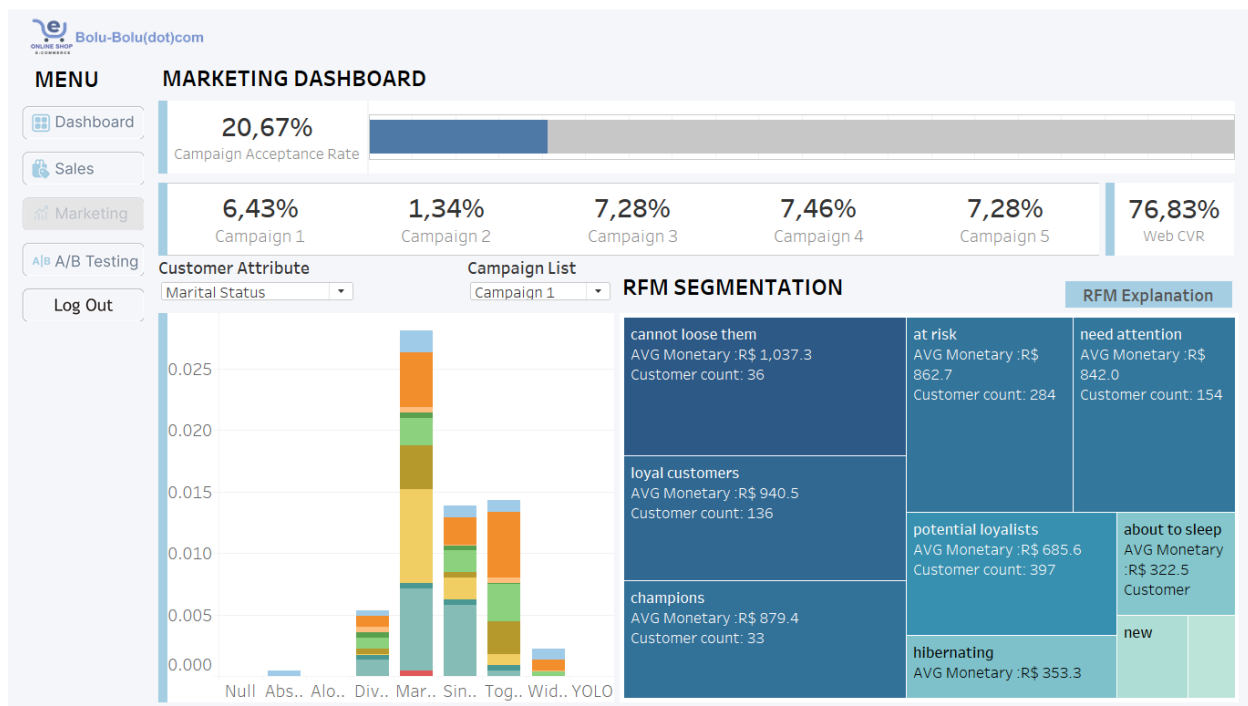 e
ONLINE SHOP
E-COMMERCE
Bolu-Bolu(dot)com
MENU
Dashboard
Sales
Marketing
A|B A/B Testing
Log Out
MARKETING DASHBOARD
20,67%
Campaign Acceptance Rate
6,43%
Campaign 1
1,34%
Campaign 2
7,28%
Campaign 3
7,46%
Campaign 4
7,28%
Campaign 5
76,83%
Web CVR
Customer Attribute
Marital Status
Campaign List
Campaign 1
RFM SEGMENTATION
RFM Explanation
0.025
0.020
0.015
0.010
0.005
0.000
Null Abs.. Alo.. Div.. Mar.. Sin.. Tog.. Wid.. YOLO
cannot loose them
AVG Monetary :R$ 1,037.3
Customer count: 36
loyal customers
AVG Monetary :R$ 940.5
Customer count: 136
champions
AVG Monetary :R$ 879.4
Customer count: 33
at risk
AVG Monetary :R$
862.7
Customer count: 284
need attention
AVG Monetary :R$
842.0
Customer count: 154
potential loyalists
AVG Monetary :R$ 685.6
Customer count: 397
hibernating
AVG Monetary :R$ 353.3
about to sleep
AVG Monetary
:R$ 322.5
Customer
new